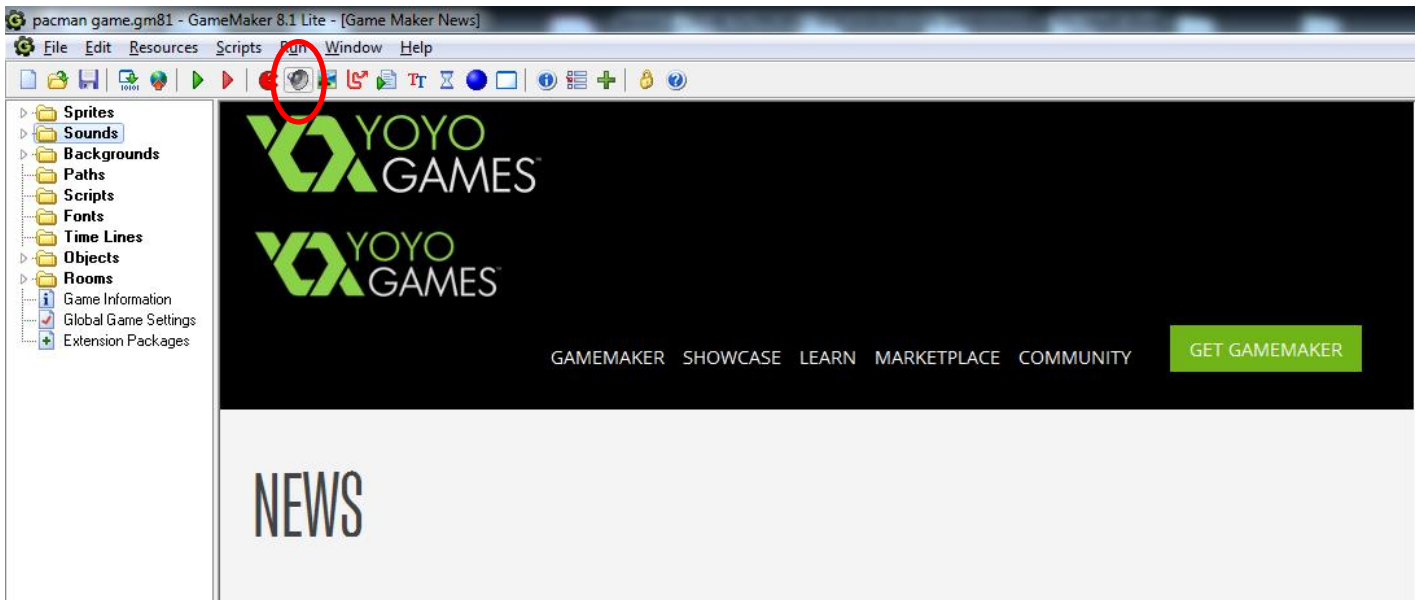 pacman game.gm81 - GameMaker 8.1 Lite - [Game Maker News]
File Edit Resources Scripts Run Window Help
Sprites
Sounds
Backgrounds
Paths
Scripts
Fonts
Time Lines
Objects
Rooms
Game Information
Global Game Settings
Extension Packages
YOYO
GAMES™
YOYO
GAMES
GAMEMAKER SHOWCASE LEARN MARKETPLACE COMMUNITY GET GAMEMAKER
NEWS